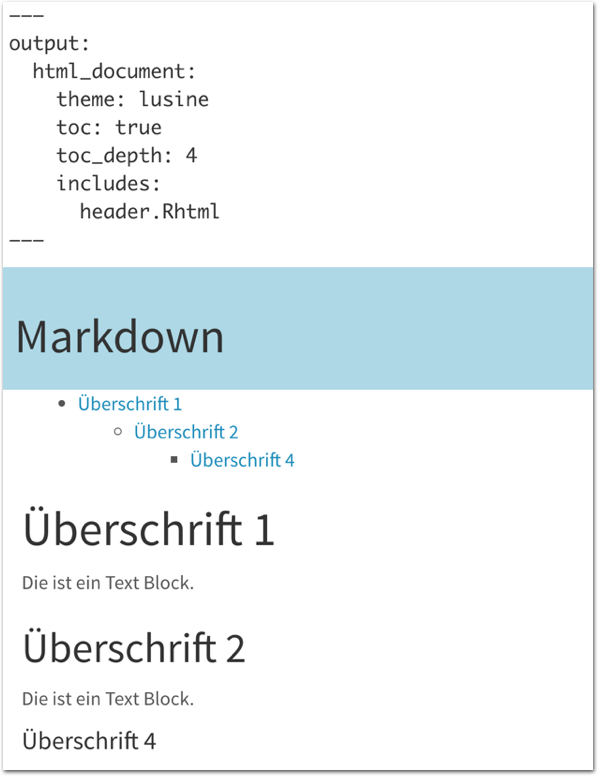 ---
output:
  html_document:
    theme: lusine
    toc: true
    toc_depth: 4
    includes:
      header.Rhtml
---
Markdown
Überschrift 1
Überschrift 2
Überschrift 4
Überschrift 1
Die ist ein Text Block.
Überschrift 2
Die ist ein Text Block.
Überschrift 4